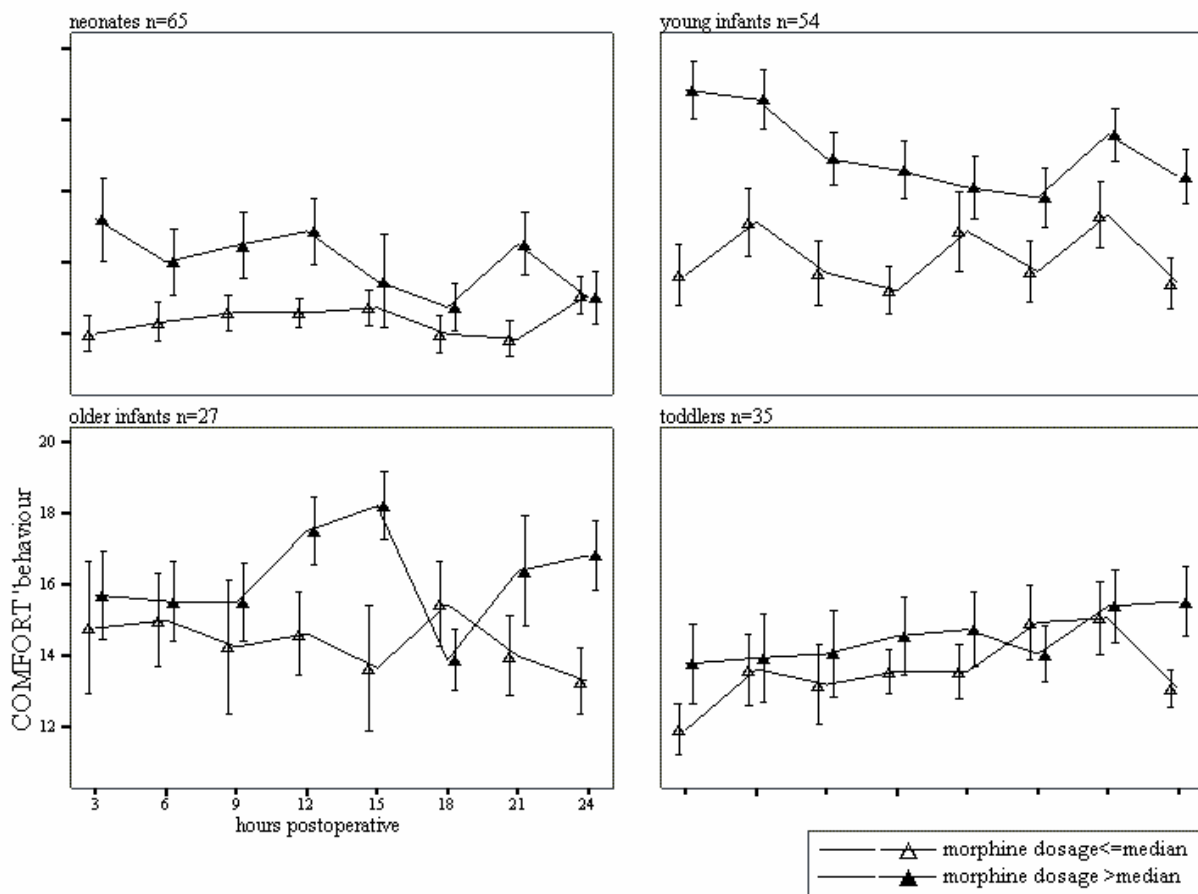 neonates n=65
young infants n=54
older infants n=27
toddlers n=35
COMFORT 'behaviour
20
18
16
14
12
3 6 9 12 15 18 21 24
hours postoperative
morphine dosage<=median
morphine dosage >median